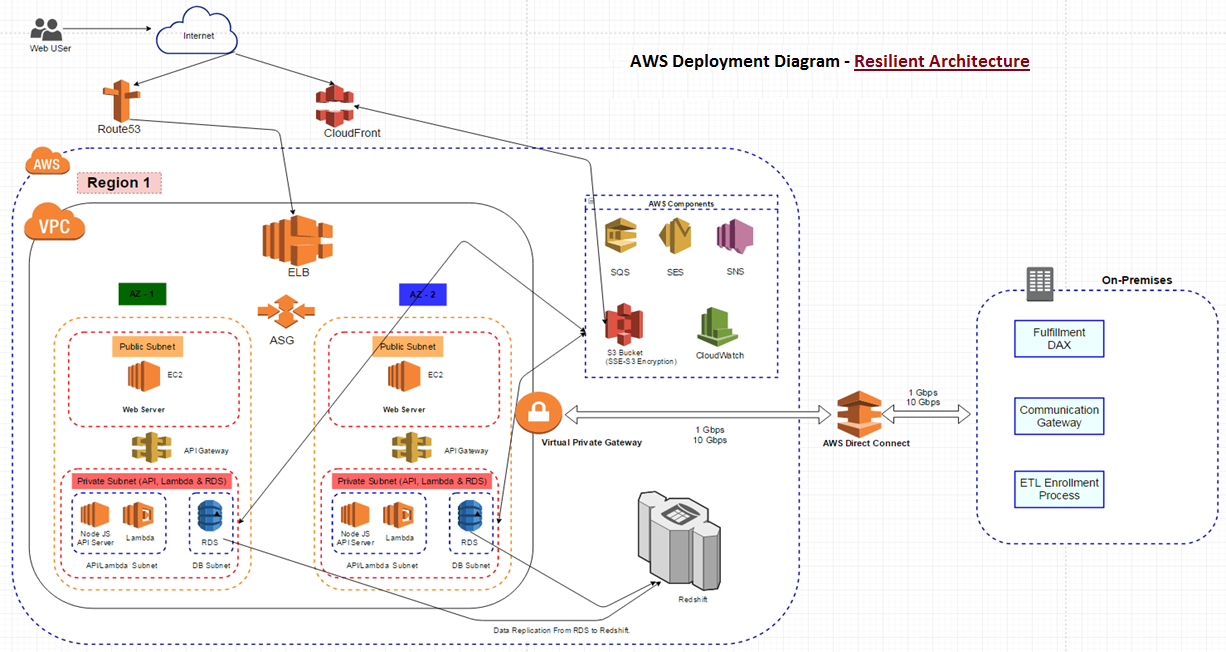 AWS Deployment Diagram - Resilient Architecture
Web USer
Internet
Route53
CloudFront
AWS
Region 1
VPC
ELB
AZ - 1
AZ - 2
ASG
Public Subnet
EC2
Web Server
API Gateway
Private Subnet (API, Lambda & RDS)
Node JS
API Server
Lambda
RDS
API/Lambda Subnet
DB Subnet
Public Subnet
EC2
Web Server
API Gateway
Private Subnet (API, Lambda & RDS)
Node JS
API Server
Lambda
RDS
API/Lambda Subnet
DB Subnet
AWS Components
SQS
SES
SNS
S3 Bucket
(SSE-S3 Encryption)
CloudWatch
Virtual Private Gateway
1 Gbps
10 Gbps
AWS Direct Connect
1 Gbps
10 Gbps
On-Premises
Fulfillment
DAX
Communication
Gateway
ETL Enrollment
Process
Redshift
Data Replication From RDS to Redshift.